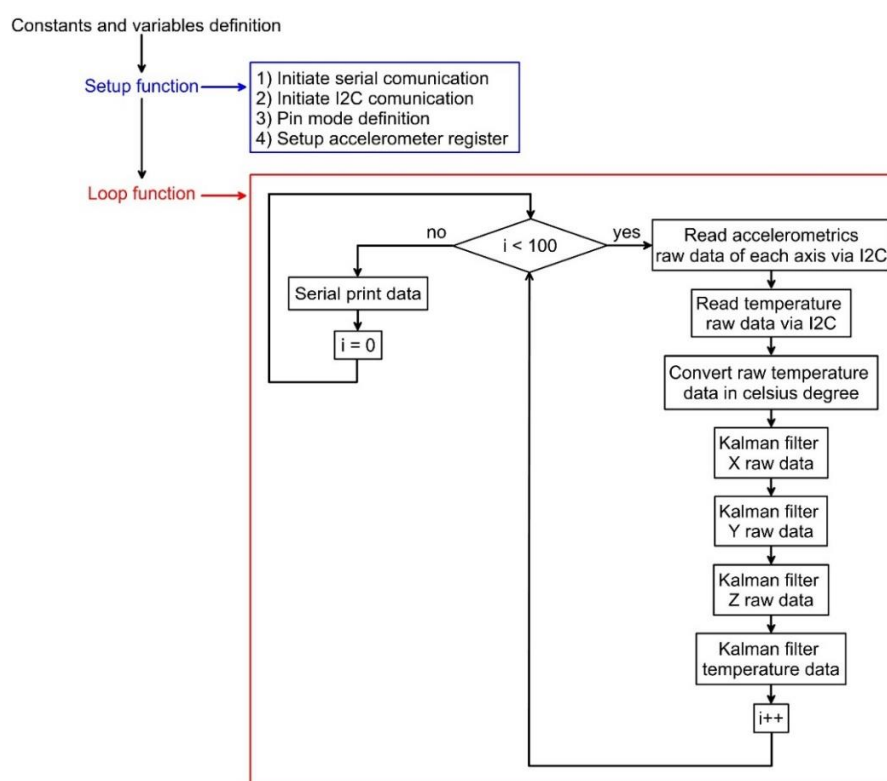 Constants and variables definition
Setup function
1) Initiate serial comunication
2) Initiate I2C comunication
3) Pin mode definition
4) Setup accelerometer register
Loop function
i < 100
no
yes
Serial print data
i = 0
Read accelerometrics
raw data of each axis via I2C
Read temperature
raw data via I2C
Convert raw temperature
data in celsius degree
Kalman filter
X raw data
Kalman filter
Y raw data
Kalman filter
Z raw data
Kalman filter
temperature data
i++